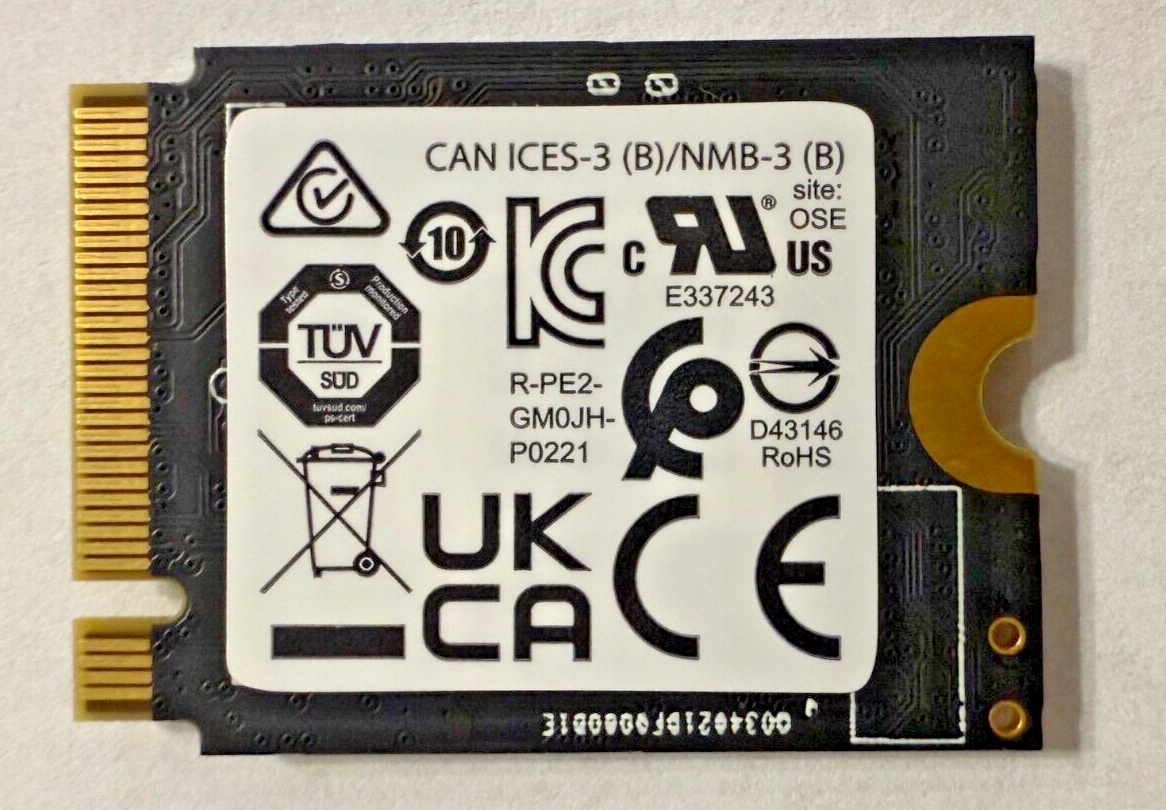 CAN ICES-3 (B)/NMB-3 (B)
site:
OSE
10
C RU® US
E337243
S
Type tested
Production monitored
TÜV
SÜD
tuvsud.com/
ps-cert
R-PE2-
GM0JH-
P0221
D43146
RoHS
UK
CA
CE